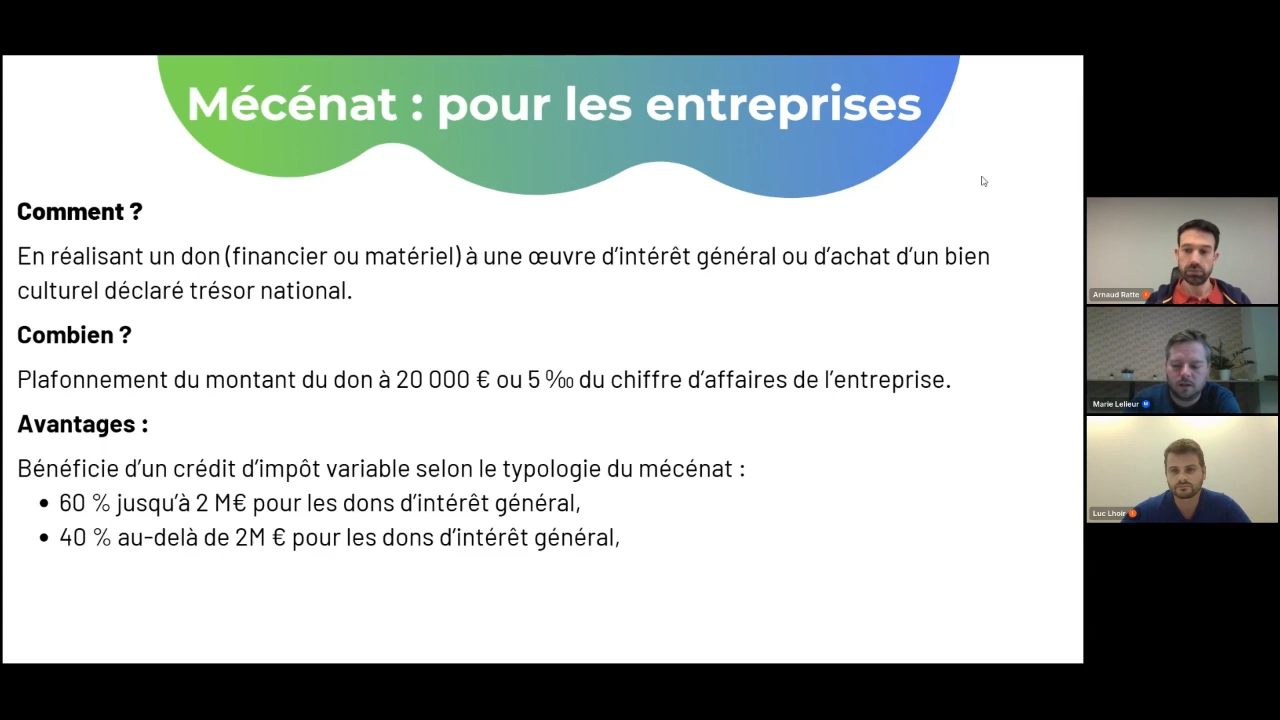 Mécénat : pour les entreprises
Comment ?
En réalisant un don (financier ou matériel) à une œuvre d’intérêt général ou d’achat d’un bien
culturel déclaré trésor national.
Combien ?
Plafonnement du montant du don à 20 000 € ou 5 ‰ du chiffre d’affaires de l’entreprise.
Avantages :
Bénéficie d’un crédit d’impôt variable selon le typologie du mécénat :
• 60 % jusqu’à 2 M€ pour les dons d’intérêt général,
• 40 % au-delà de 2M € pour les dons d’intérêt général,
Arnaud Ratte
Marie Lelieur
Luc Lhoir